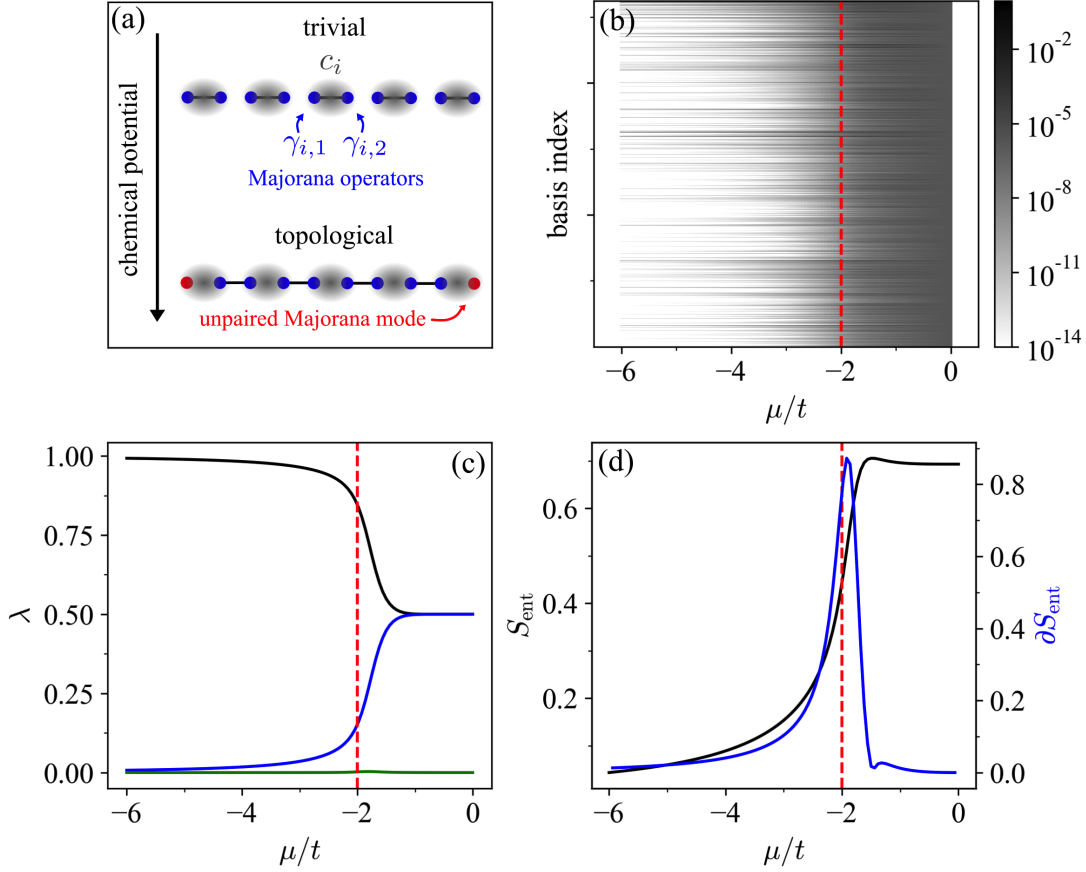 (a)
trivial
c_i
γ_{i,1} γ_{i,2}
Majorana operators
topological
unpaired Majorana mode
chemical potential
(b)
basis index
−6 −4 −2 0
μ/t
10^{−2}
10^{−5}
10^{−8}
10^{−11}
10^{−14}
(c)
λ
1.00
0.75
0.50
0.25
0.00
−6 −4 −2 0
μ/t
(d)
S_ent
0.6
0.4
0.2
−6 −4 −2 0
μ/t
0.8
0.6
0.4
0.2
0.0
∂S_ent